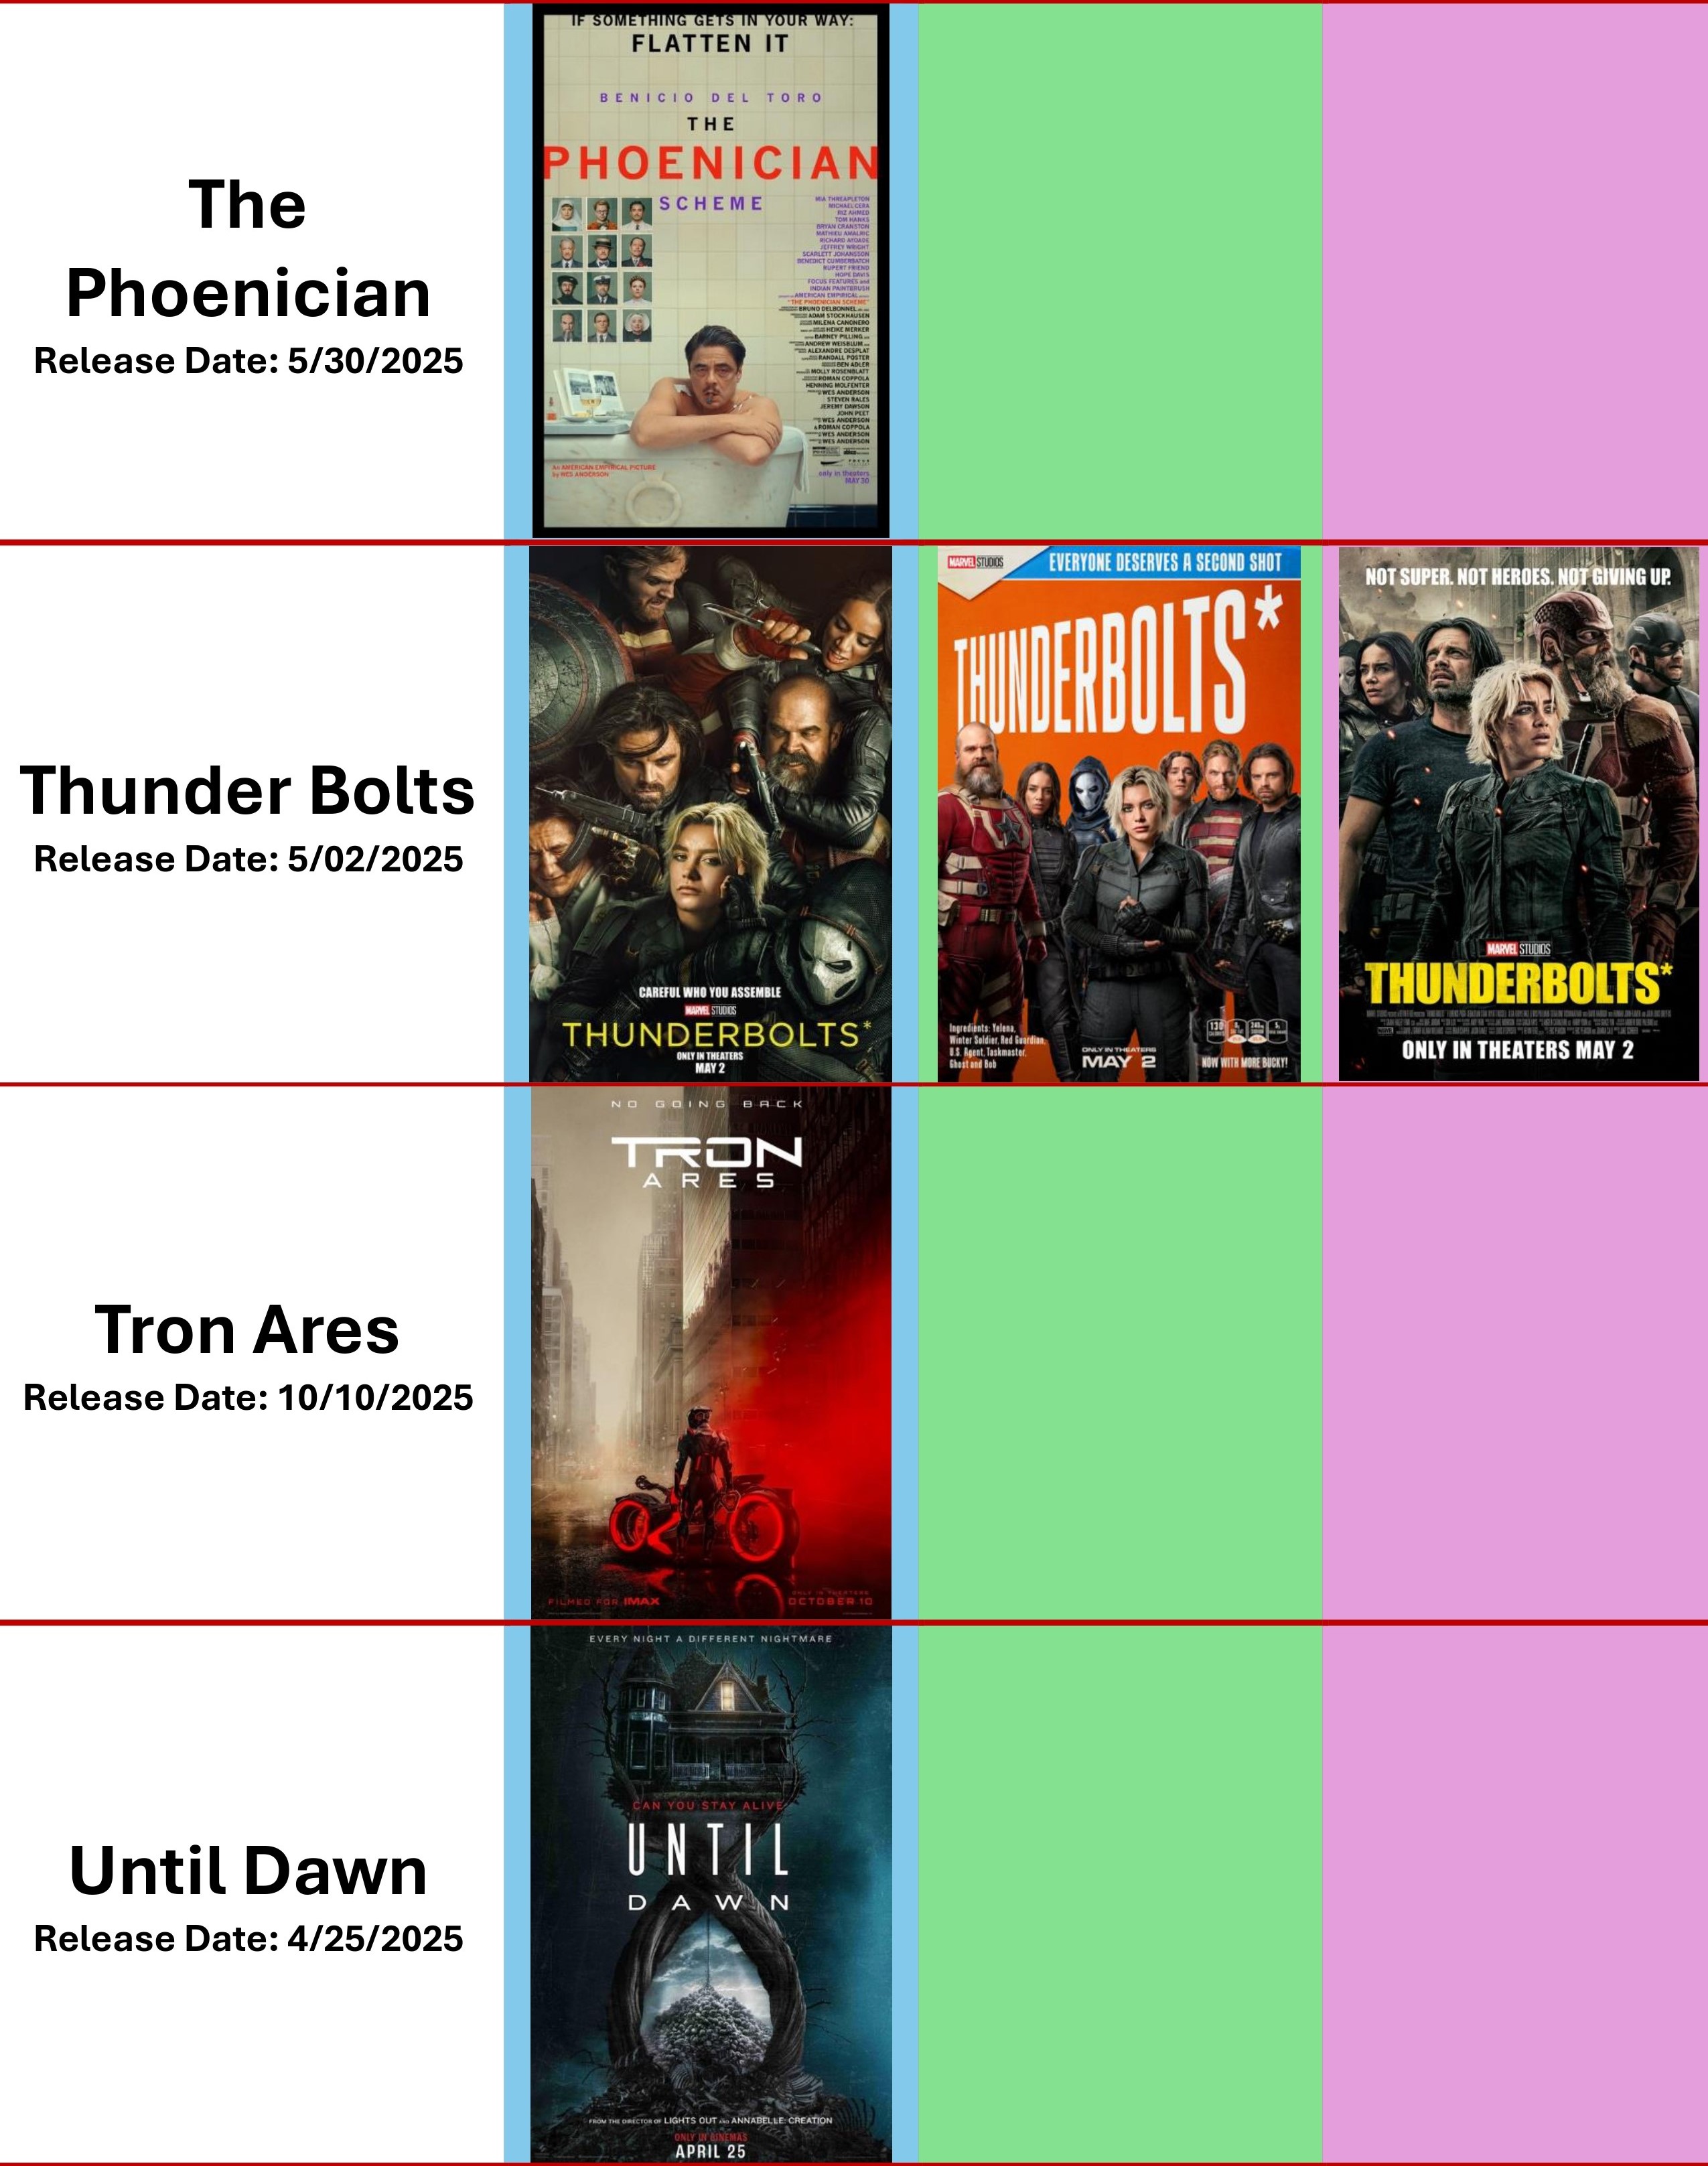 The
Phoenician
Release Date: 5/30/2025
IF SOMETHING GETS IN YOUR WAY:
FLATTEN IT
BENICIO DEL TORO
THE
PHOENICIAN
SCHEME
MIA THREAPLETON
MICHAEL CERA
RIZ AHMED
TOM HANKS
BRYAN CRANSTON
MATHIEU AMALRIC
RICHARD AYOADE
JEFFREY WRIGHT
SCARLETT JOHANSSON
BENEDICT CUMBERBATCH
RUPERT FRIEND
HOPE DAVIS
FOCUS FEATURES and
INDIAN PAINTBRUSH
AMERICAN EMPIRICAL
"THE PHOENICIAN SCHEME"
BRUNO DELBONNEL
ADAM STOCKHAUSEN
MILENA CANONERO
HEIKE MERKER
BARNEY PILLING
ANDREW WEISBLUM
ALEXANDRE DESPLAT
RANDALL POSTER
BEN ADLER
MOLLY ROSENBLATT
ROMAN COPPOLA
HENNING MOLFENTER
WES ANDERSON
STEVEN RALES
JEREMY DAWSON
JOHN PEET
WES ANDERSON
& ROMAN COPPOLA
WES ANDERSON
WES ANDERSON
An AMERICAN EMPIRICAL PICTURE
by WES ANDERSON
only in theaters
MAY 30
Thunder Bolts
Release Date: 5/02/2025
CAREFUL WHO YOU ASSEMBLE
MARVEL STUDIOS
THUNDERBOLTS*
ONLY IN THEATERS
MAY 2
MARVEL STUDIOS
EVERYONE DESERVES A SECOND SHOT
THUNDERBOLTS*
Ingredients: Yelena,
Winter Soldier, Red Guardian,
U.S. Agent, Taskmaster,
Ghost and Bob
ONLY IN THEATERS
MAY 2
130
NOW WITH MORE BUCKY!
NOT SUPER. NOT HEROES. NOT GIVING UP.
MARVEL STUDIOS
THUNDERBOLTS*
ONLY IN THEATERS MAY 2
Tron Ares
Release Date: 10/10/2025
NO GOING BACK
TRON
ARES
FILMED FOR IMAX
ONLY IN THEATERS
OCTOBER 10
Until Dawn
Release Date: 4/25/2025
EVERY NIGHT A DIFFERENT NIGHTMARE
CAN YOU STAY ALIVE
UNTIL
DAWN
FROM THE DIRECTOR OF LIGHTS OUT AND ANNABELLE: CREATION
ONLY IN CINEMAS
APRIL 25